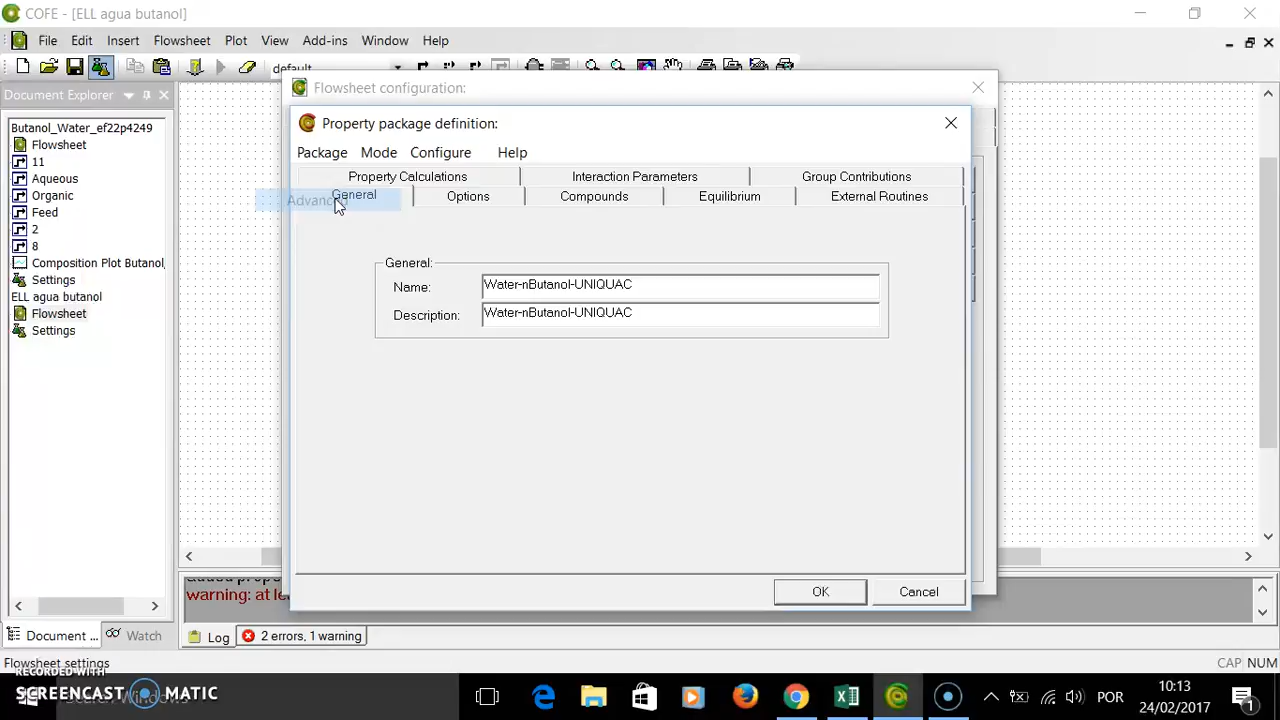 COFE - [ELL agua butanol]
File Edit Insert Flowsheet Plot View Add-ins Window Help
default
Document Explorer
Flowsheet configuration:
Property package definition:
Package Mode Configure Help
Property Calculations Interaction Parameters Group Contributions
General Options Compounds Equilibrium External Routines
General:
Name: Water-nButanol-UNIQUAC
Description: Water-nButanol-UNIQUAC
OK Cancel
Butanol_Water_ef22p4249
Flowsheet
11
Aqueous
Organic
Feed
2
8
Composition Plot Butanol
Settings
ELL agua butanol
Flowsheet
Settings
warning: at
Document ... Watch
Log 2 errors, 1 warning
Flowsheet settings
CAP NUM
RECORDED WITH
SCREENCAST MATIC
Search Windows
POR
10:13
24/02/2017
1